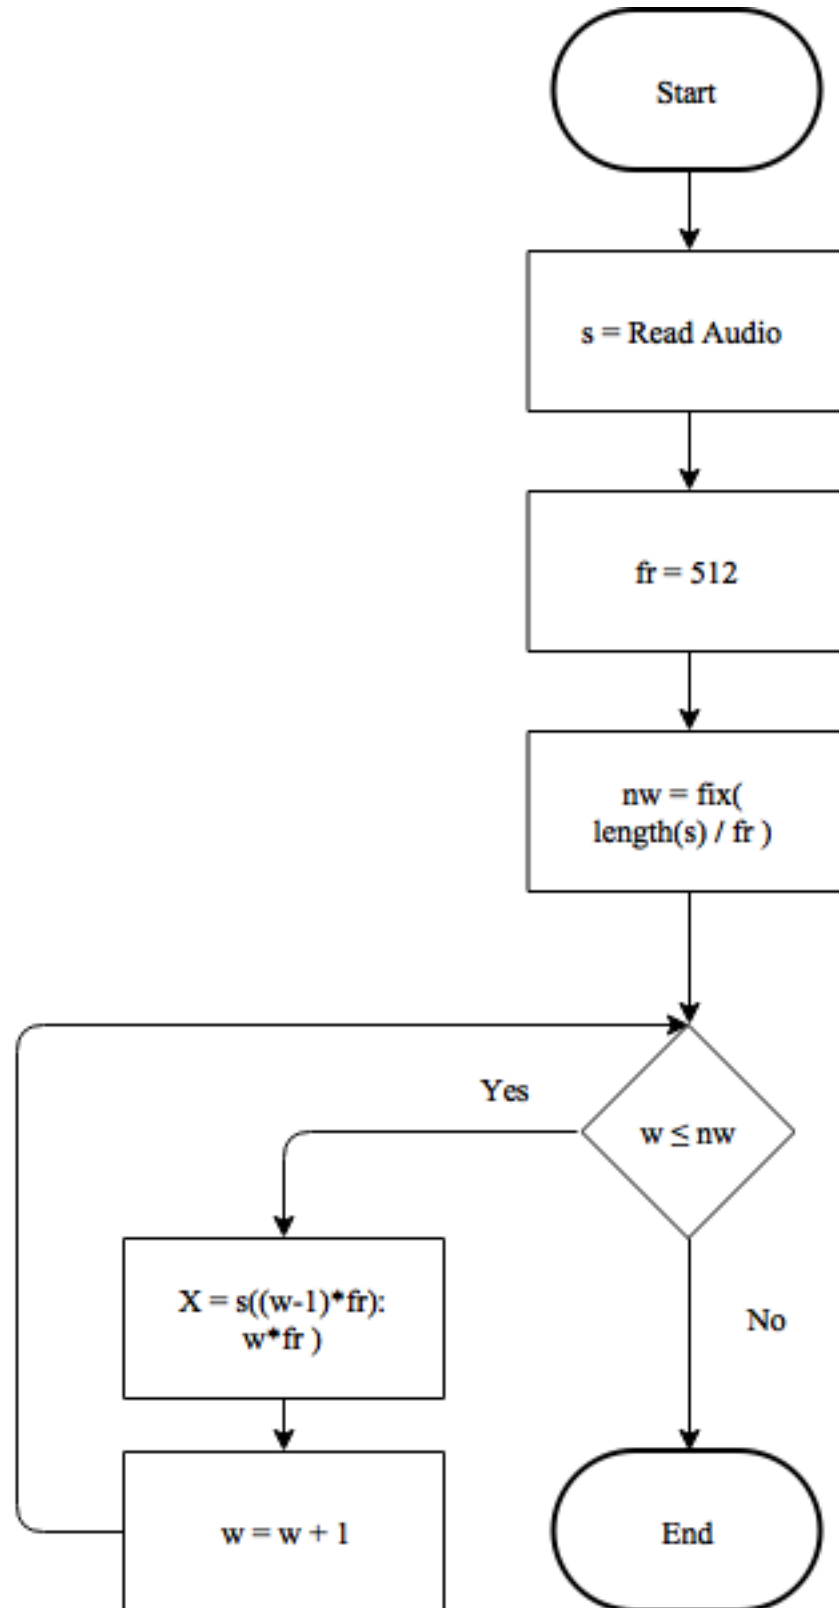 Start
s = Read Audio
fr = 512
nw = fix(
length(s) / fr )
w ≤ nw
Yes
X = s((w-1)*fr):
w*fr )
w = w + 1
No
End